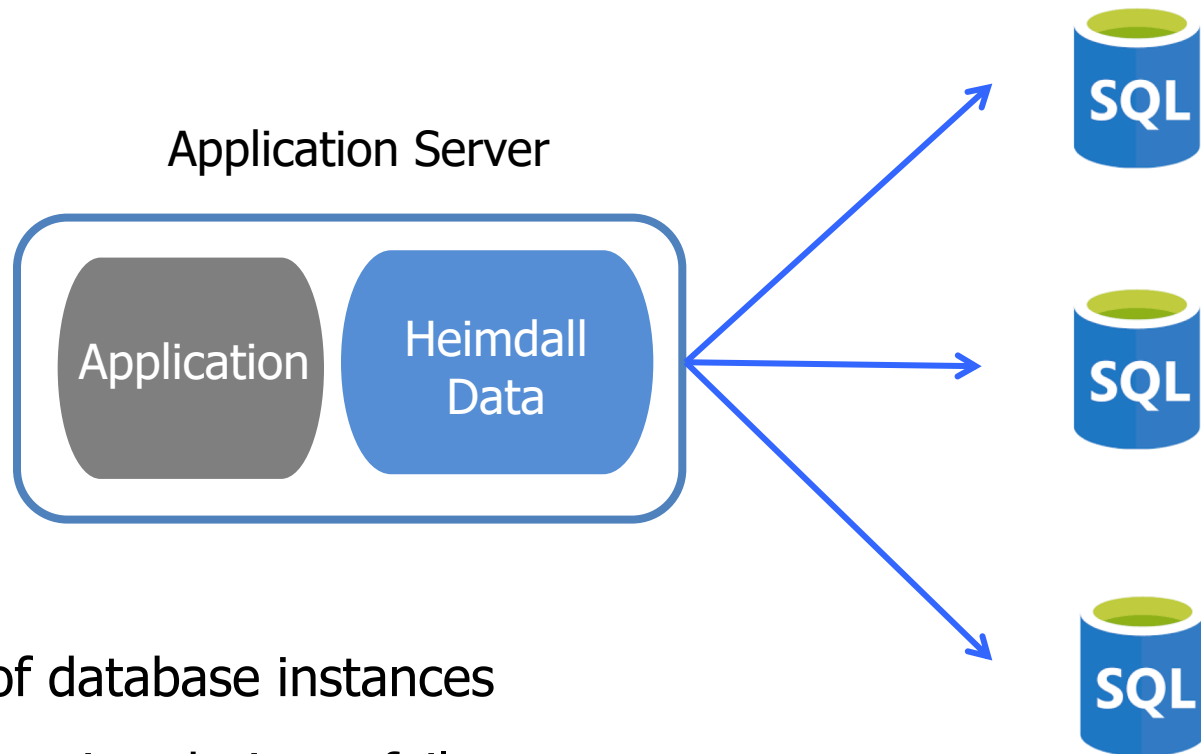 Application Server
Application
Heimdall
Data
SQL
SQL
SQL
of database instances